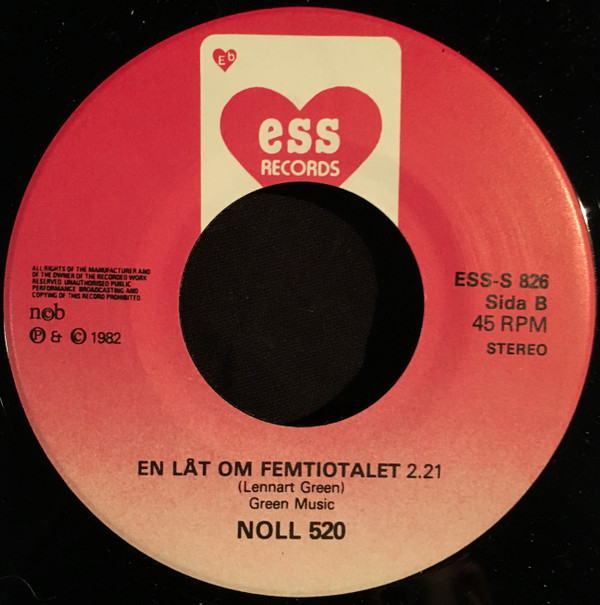 Eb
ess
RECORDS
ALL RIGHTS OF THE MANUFACTURER AND
OF THE OWNER OF THE RECORDED WORK
RESERVED UNAUTHORISED PUBLIC
PERFORMANCE BROADCASTING AND
COPYING OF THIS RECORD PROHIBITED
ncb
Ⓟ & © 1982
ESS-S 826
Sida B
45 RPM
STEREO
EN LÅT OM FEMTIOTALET 2.21
(Lennart Green)
Green Music
NOLL 520